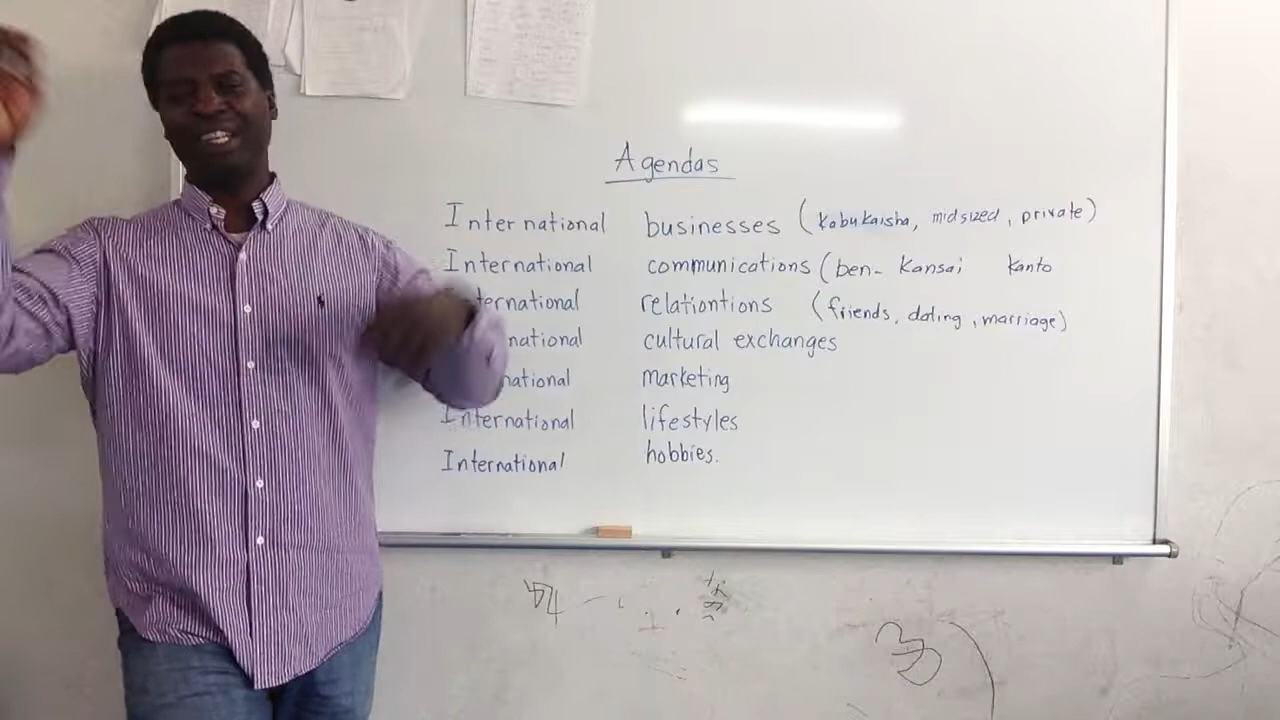 Agendas
International businesses (kabukaisha, midsized, private)
International communications (ben- Kansai Kanto
ternational relationtions (friends, dating, marriage)
national cultural exchanges
national marketing
International lifestyles
International hobbies.